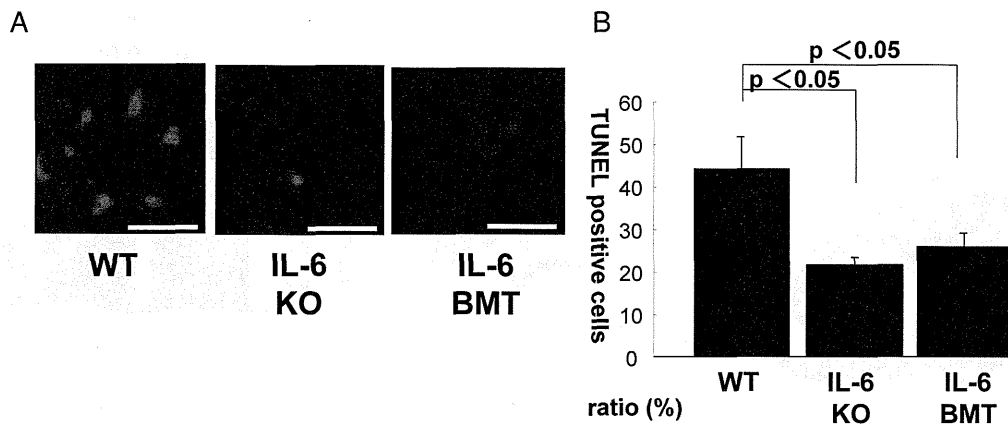 A
WT
IL-6
KO
IL-6
BMT
B
p <0.05
p <0.05
TUNEL positive cells
60
50
40
30
20
10
0
WT
IL-6
KO
IL-6
BMT
ratio (%)